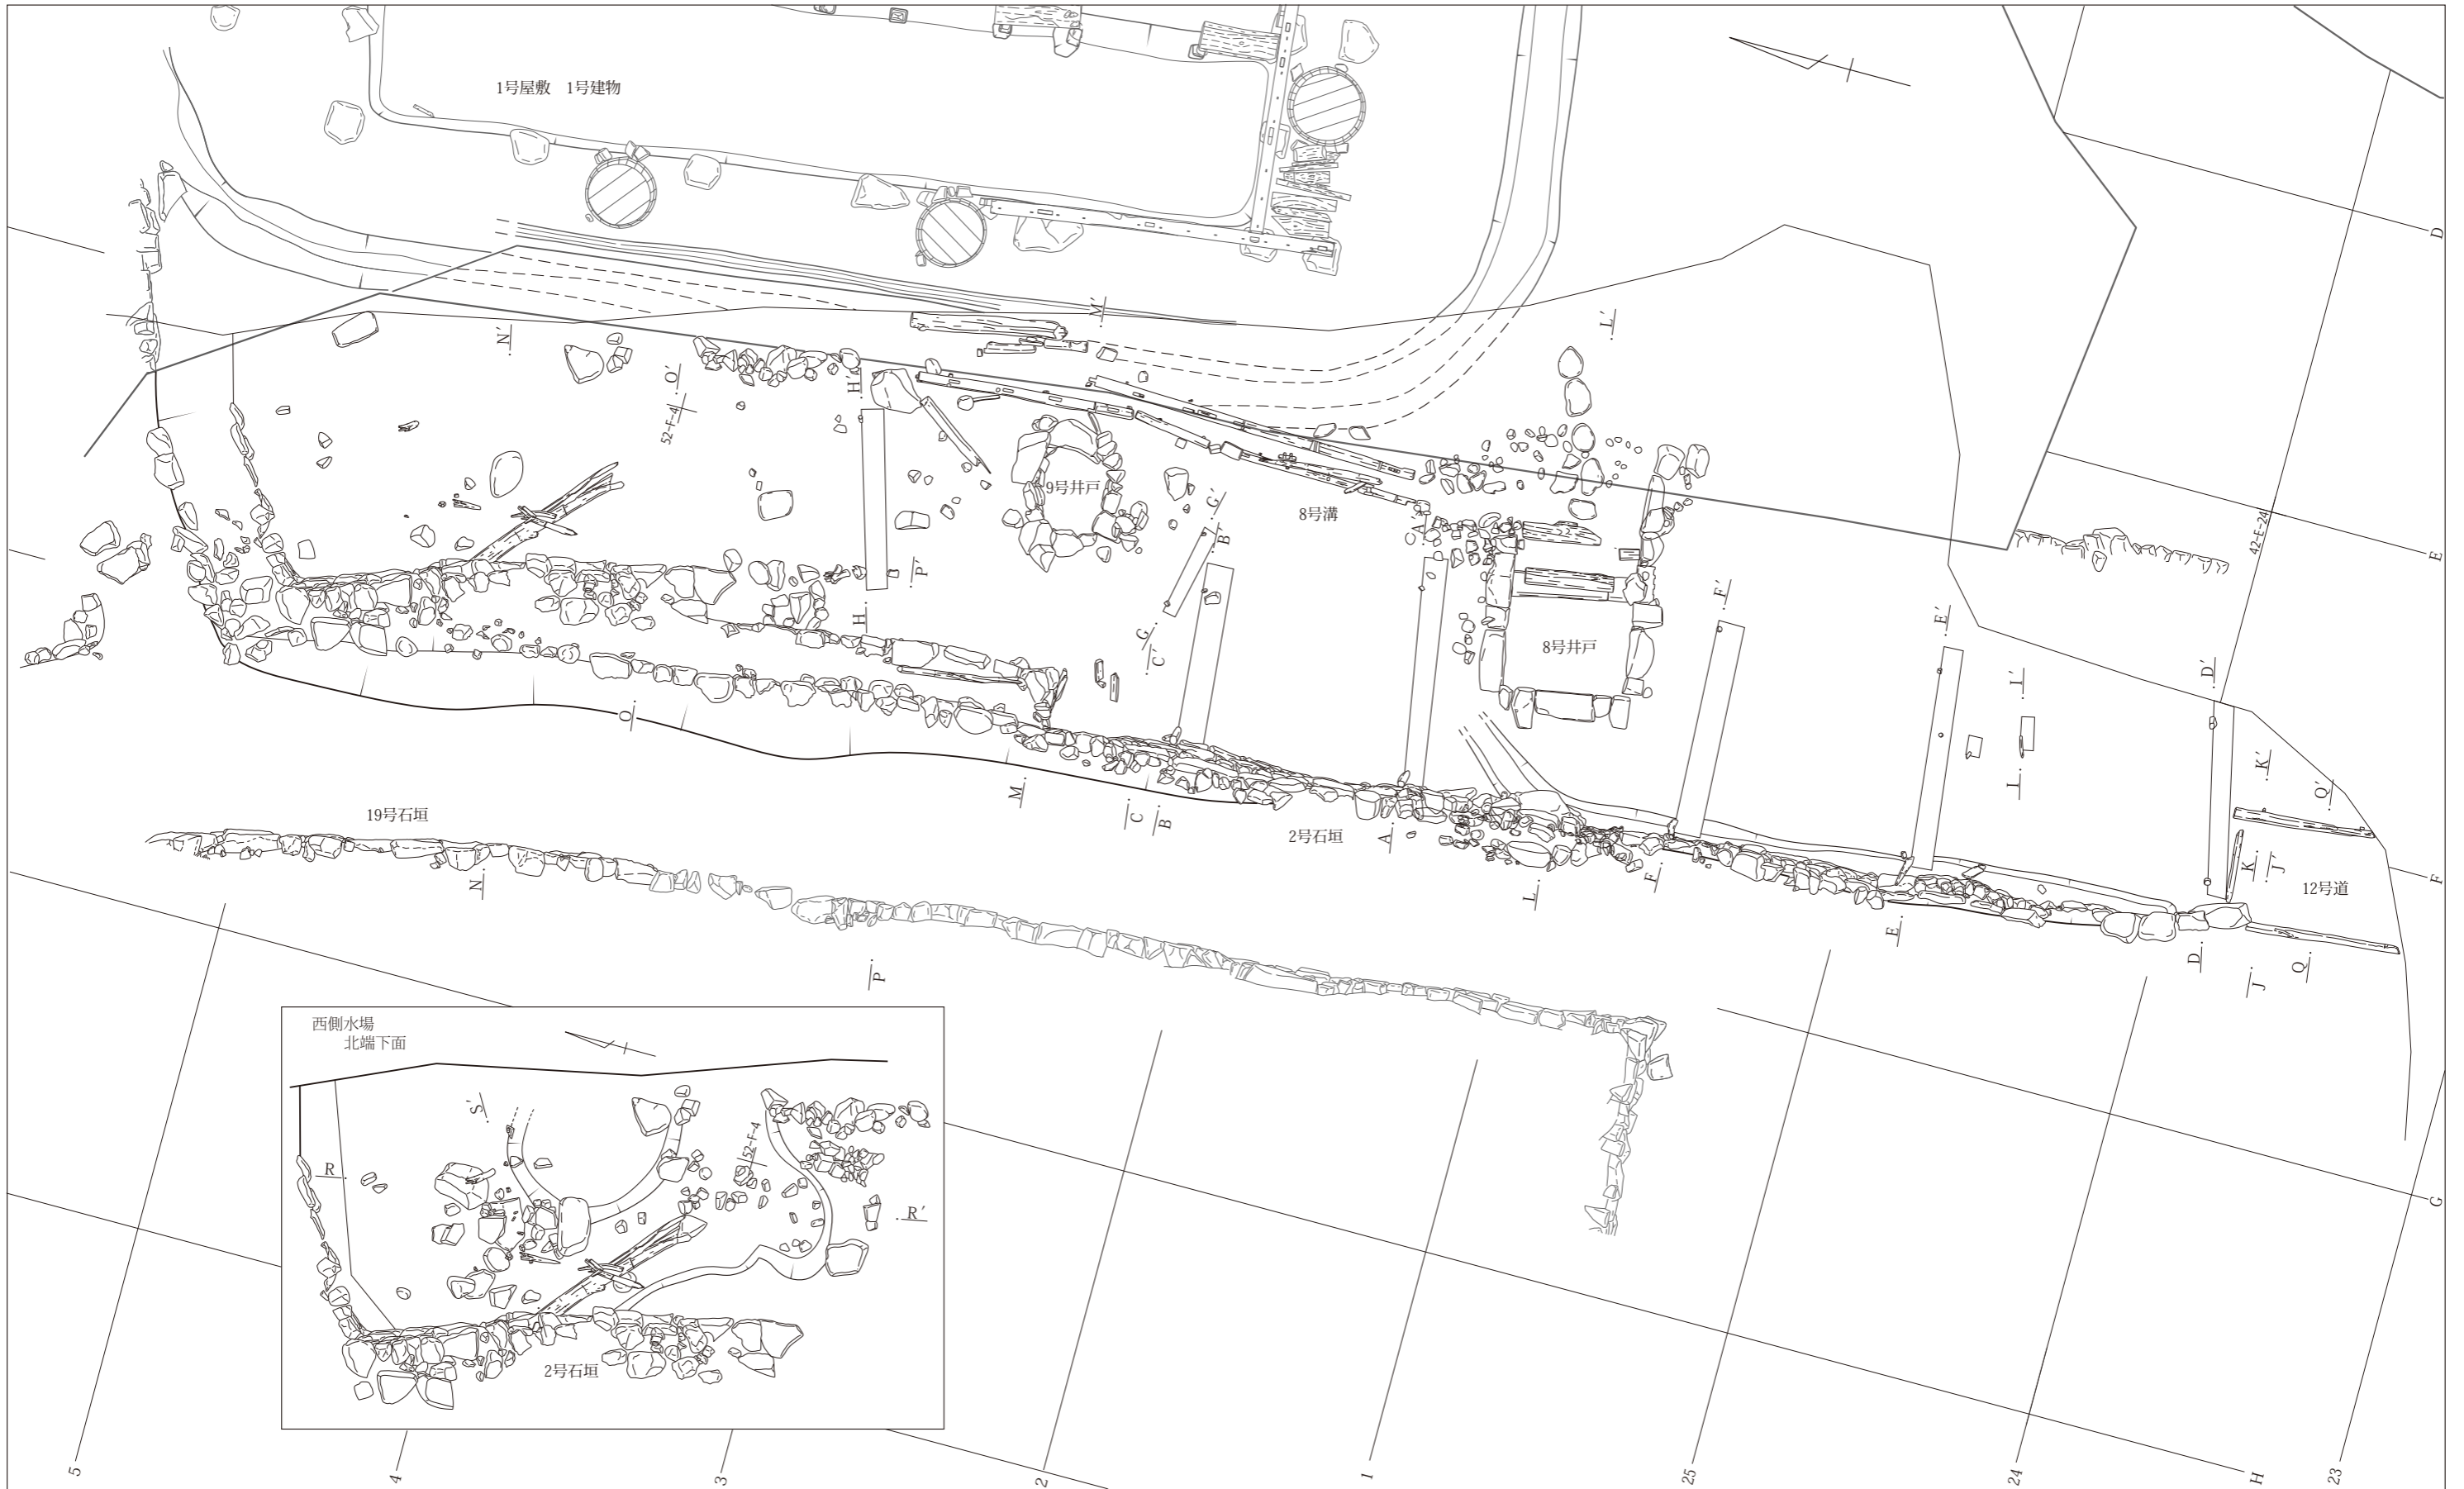 1号屋敷　1号建物
D
L′
M′
N′
O′
52-F-4
H′
9号井戸
8号溝
G′
B′
A′
42-E-24
E
P′
F′
H
G
C′
8号井戸
E′
I′
D′
O
K′
I
Q′
M
C
B
19号石垣
2号石垣
A
K
J′
F
12号道
N
L
F
E
D
Q
P
J
西側水場
北端下面
S′
R
52-F-4
R′
2号石垣
G
5
4
3
2
1
25
24
H
23